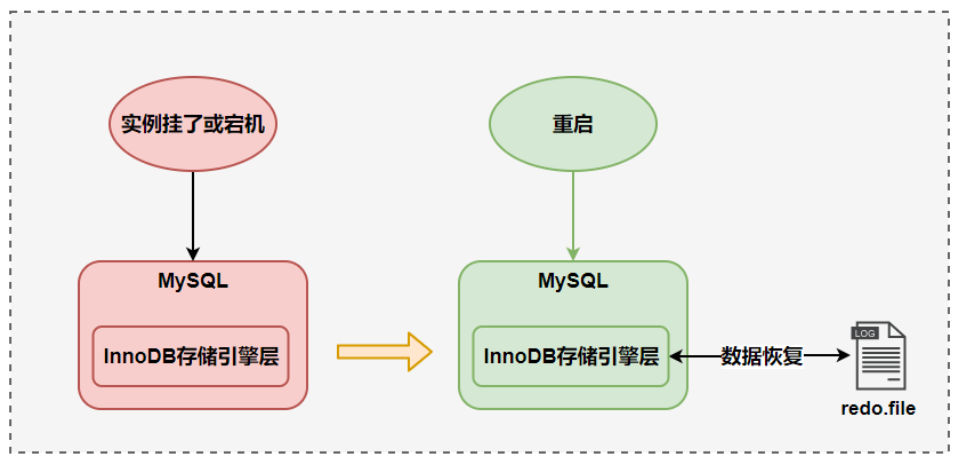 实例挂了或宕机
重启
MySQL
InnoDB存储引擎层
MySQL
InnoDB存储引擎层
数据恢复
LOG
redo.file